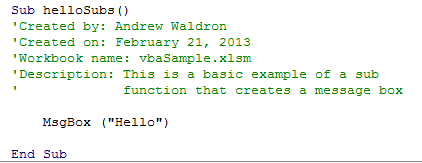 Sub helloSubs()
'Created by: Andrew Waldron
'Created on: February 21, 2013
'Workbook name: vbaSample.xlsm
'Description: This is a basic example of a sub
'             function that creates a message box
MsgBox ("Hello")
End Sub